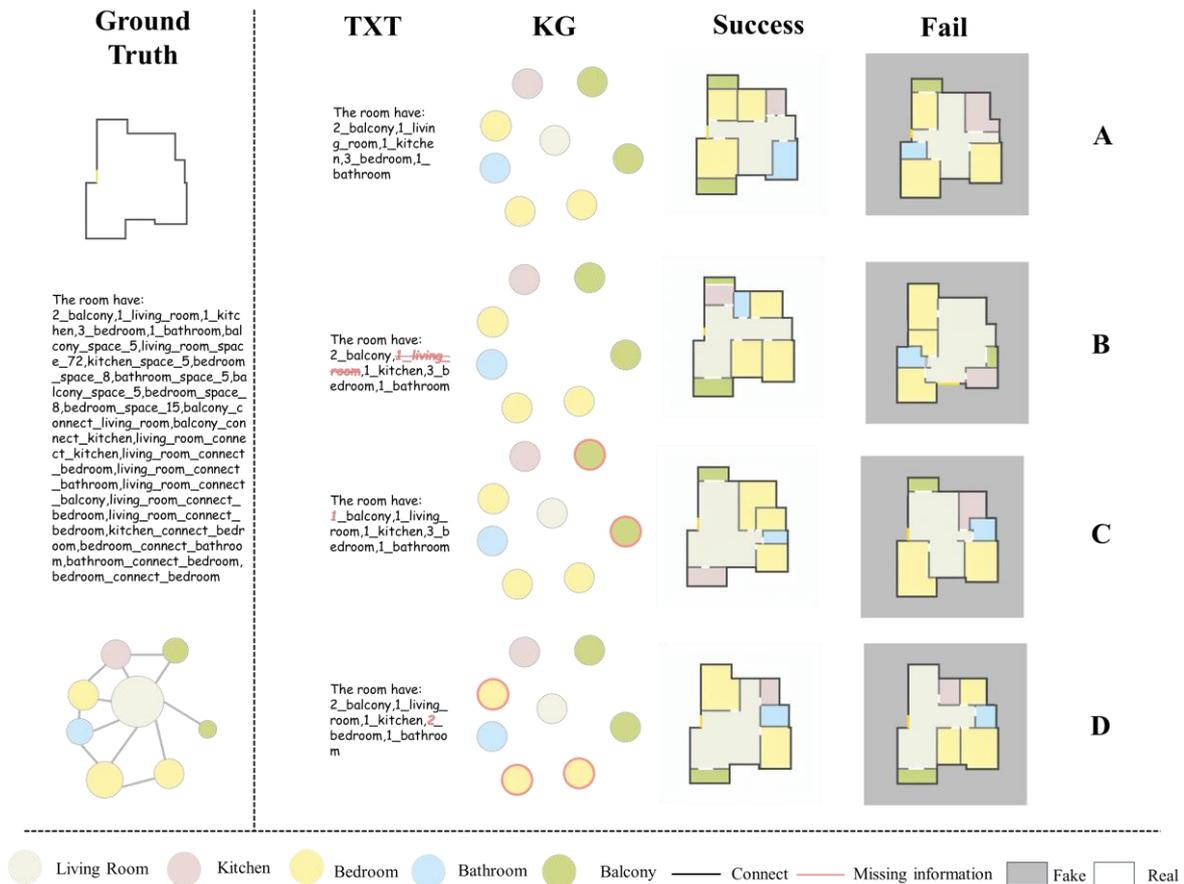 Ground
Truth
TXT
KG
Success
Fail
The room have:
2_balcony,1_livin
g_room,1_kitche
n,3_bedroom,1_
bathroom
A
The room have:
2_balcony,1_living_room,1_kitc
hen,3_bedroom,1_bathroom,bal
cony_space_5,living_room_spac
e_72,kitchen_space_5,bedroom
_space_8,bathroom_space_5,ba
lcony_space_5,bedroom_space_
8,bedroom_space_15,balcony_c
onnect_living_room,balcony_con
nect_kitchen,living_room_conne
ct_kitchen,living_room_connect
_bedroom,living_room_connect
_bathroom,living_room_connect
_balcony,living_room_connect_
bedroom,living_room_connect_
bedroom,kitchen_connect_bedr
oom,bedroom_connect_bathroo
m,bathroom_connect_bedroom,
bedroom_connect_bedroom
The room have:
2_balcony,1_living_
room,1_kitchen,3_b
edroom,1_bathroom
B
The room have:
1_balcony,1_living_
room,1_kitchen,3_b
edroom,1_bathroom
C
The room have:
2_balcony,1_living_
room,1_kitchen,2_
bedroom,1_bathroo
m
D
Living Room
Kitchen
Bedroom
Bathroom
Balcony
Connect
Missing information
Fake
Real